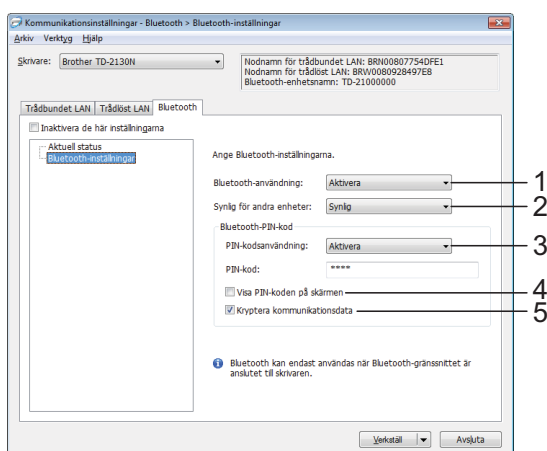 Kommunikationsinställningar - Bluetooth > Bluetooth-inställningar
Arkiv Verktyg Hjälp
Skrivare: Brother TD-2130N
Nodnamn för trådbundet LAN: BRN00807754DFE1
Nodnamn för trådlöst LAN: BRW0080928497E8
Bluetooth-enhetsnamn: TD-21000000
Trådbundet LAN Trådlöst LAN Bluetooth
Inaktivera de här inställningarna
Aktuell status
Bluetooth-inställningar
Ange Bluetooth-inställningarna.
Bluetooth-användning: Aktivera 1
Synlig för andra enheter: Synlig 2
Bluetooth-PIN-kod
PIN-kodsanvändning: Aktivera 3
PIN-kod: ****
Visa PIN-koden på skärmen 4
Kryptera kommunikationsdata 5
Bluetooth kan endast användas när Bluetooth-gränssnittet är
anslutet till skrivaren.
Verkställ Avsluta